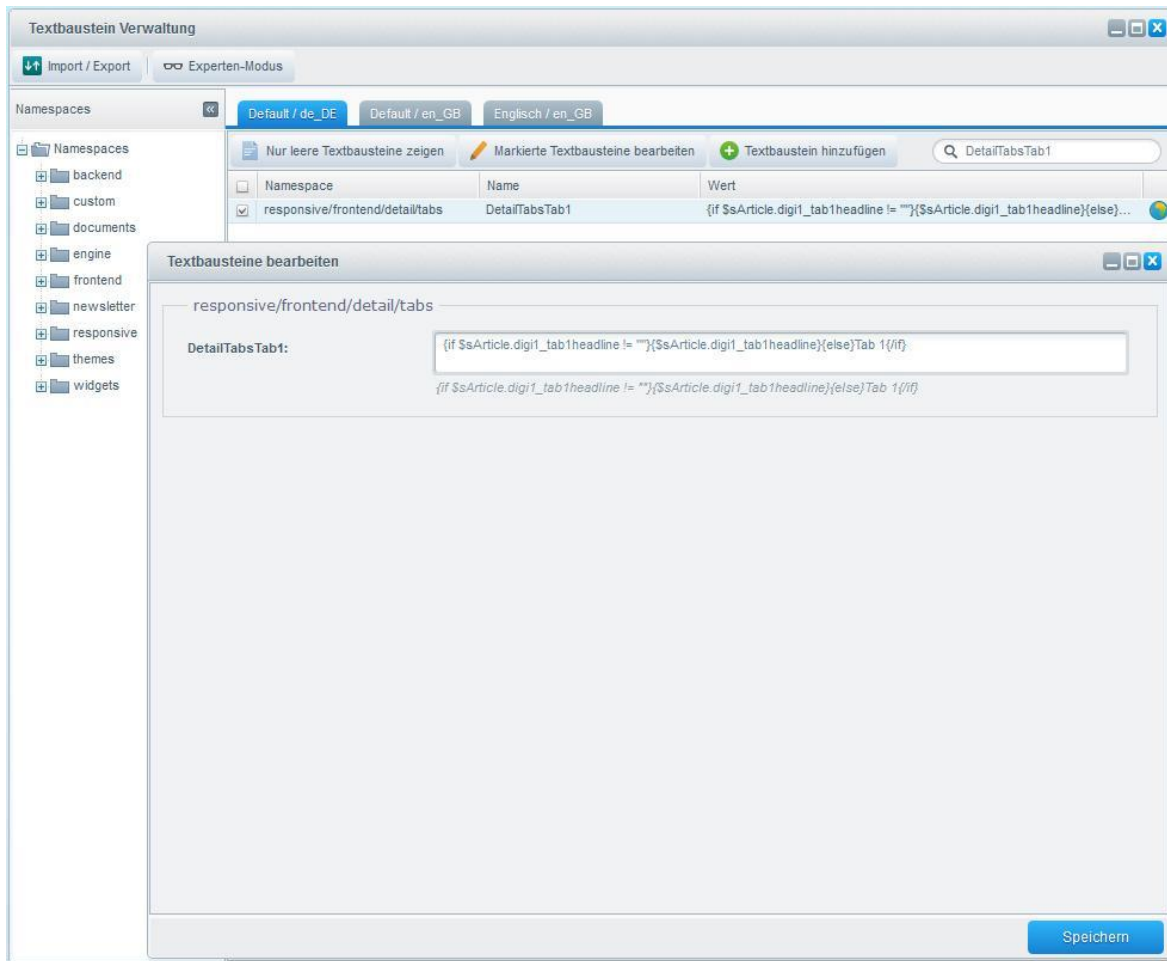 Textbaustein Verwaltung
Import / Export Experten-Modus
Namespaces
Default / de_DE Default / en_GB Englisch / en_GB
Namespaces
backend
custom
documents
engine
frontend
newsletter
responsive
themes
widgets
Nur leere Textbausteine zeigen Markierte Textbausteine bearbeiten Textbaustein hinzufügen DetailTabsTab1
Namespace Name Wert
responsive/frontend/detail/tabs DetailTabsTab1 {if $sArticle.digi1_tab1headline != ""}{$sArticle.digi1_tab1headline}{else}...
Textbausteine bearbeiten
responsive/frontend/detail/tabs
DetailTabsTab1: {if $sArticle.digi1_tab1headline != ""}{$sArticle.digi1_tab1headline}{else}Tab 1{/if}
{if $sArticle.digi1_tab1headline != ""}{$sArticle.digi1_tab1headline}{else}Tab 1{/if}
Speichern